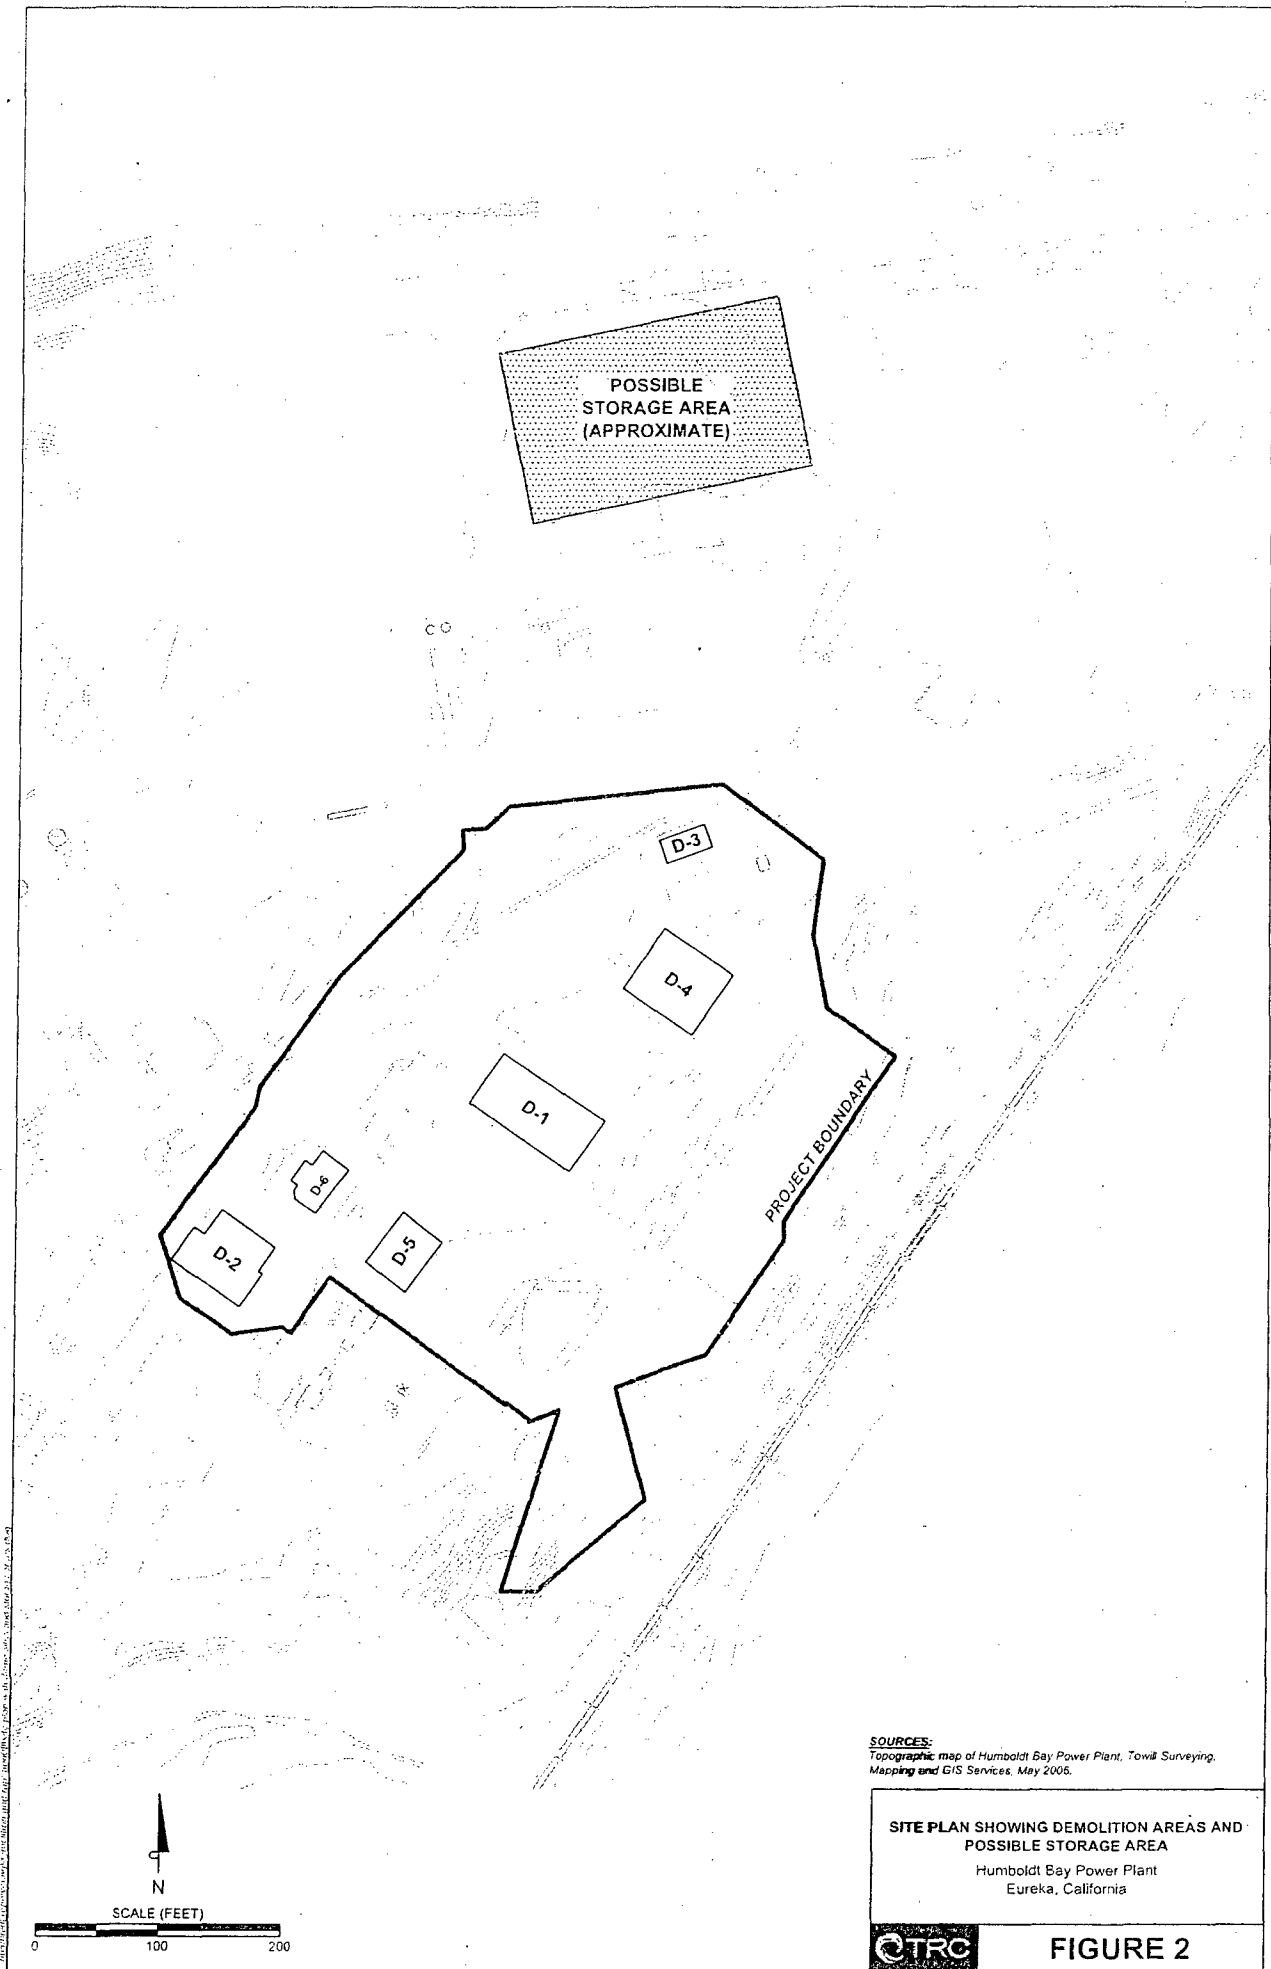 POSSIBLE
STORAGE AREA
(APPROXIMATE)
D-3
D-4
D-1
PROJECT BOUNDARY
D-6
D-2
D-5
SOURCES:
Topographic map of Humboldt Bay Power Plant, Towill Surveying,
Mapping and GIS Services, May 2006.
SITE PLAN SHOWING DEMOLITION AREAS AND
POSSIBLE STORAGE AREA
Humboldt Bay Power Plant
Eureka, California
N
SCALE (FEET)
0 100 200
TRC
FIGURE 2